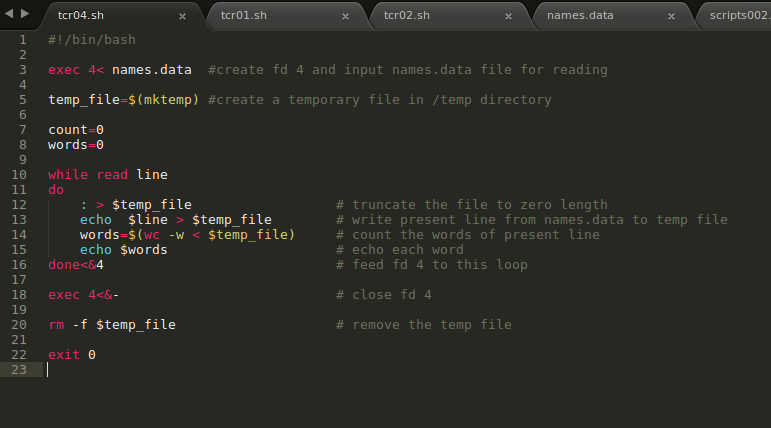 tcr04.sh × tcr01.sh × tcr02.sh × names.data × scripts002.
1 #!/bin/bash
2
3 exec 4< names.data #create fd 4 and input names.data file for reading
4
5 temp_file=$(mktemp) #create a temporary file in /temp directory
6
7 count=0
8 words=0
9
10 while read line
11 do
12 : > $temp_file # truncate the file to zero length
13 echo  $line > $temp_file # write present line from names.data to temp file
14 words=$(wc -w < $temp_file) # count the words of present line
15 echo $words # echo each word
16 done<&4 # feed fd 4 to this loop
17
18 exec 4<&- # close fd 4
19
20 rm -f $temp_file # remove the temp file
21
22 exit 0
23